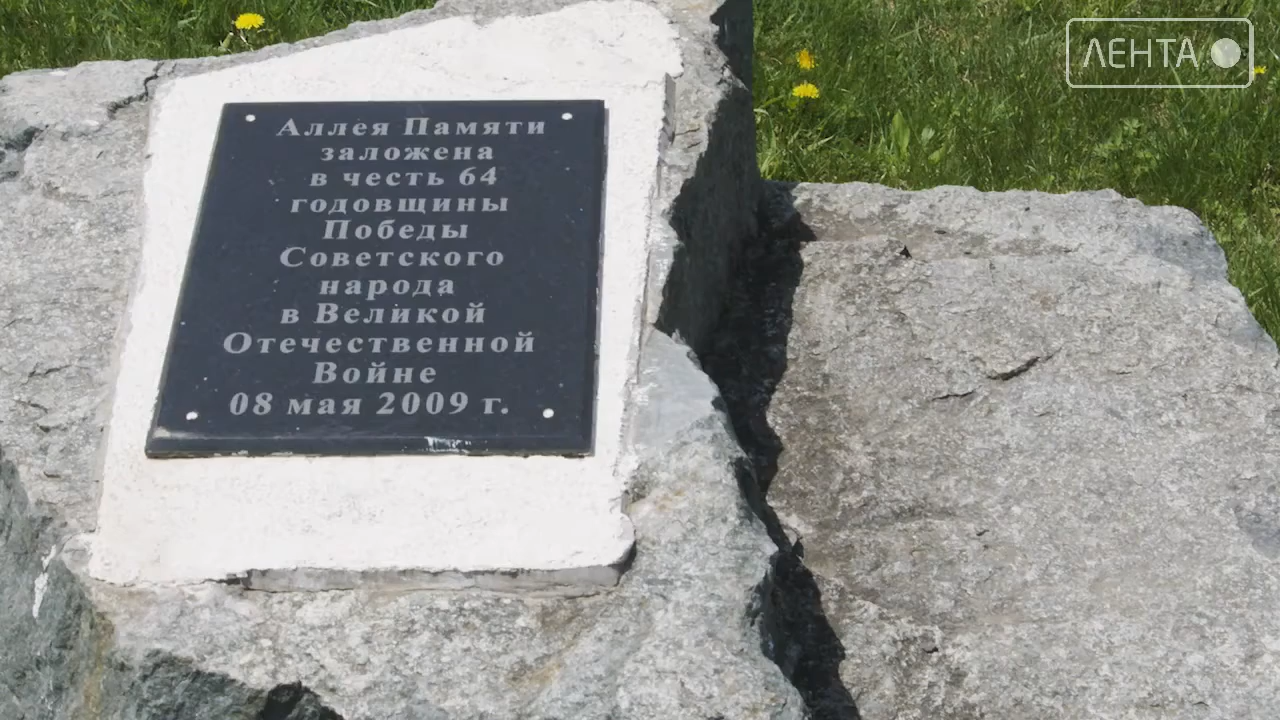 ЛЕНТА
Аллея Памяти
заложена
в честь 64
годовщины
Победы
Советского
народа
в Великой
Отечественной
Войне
08 мая 2009 г.